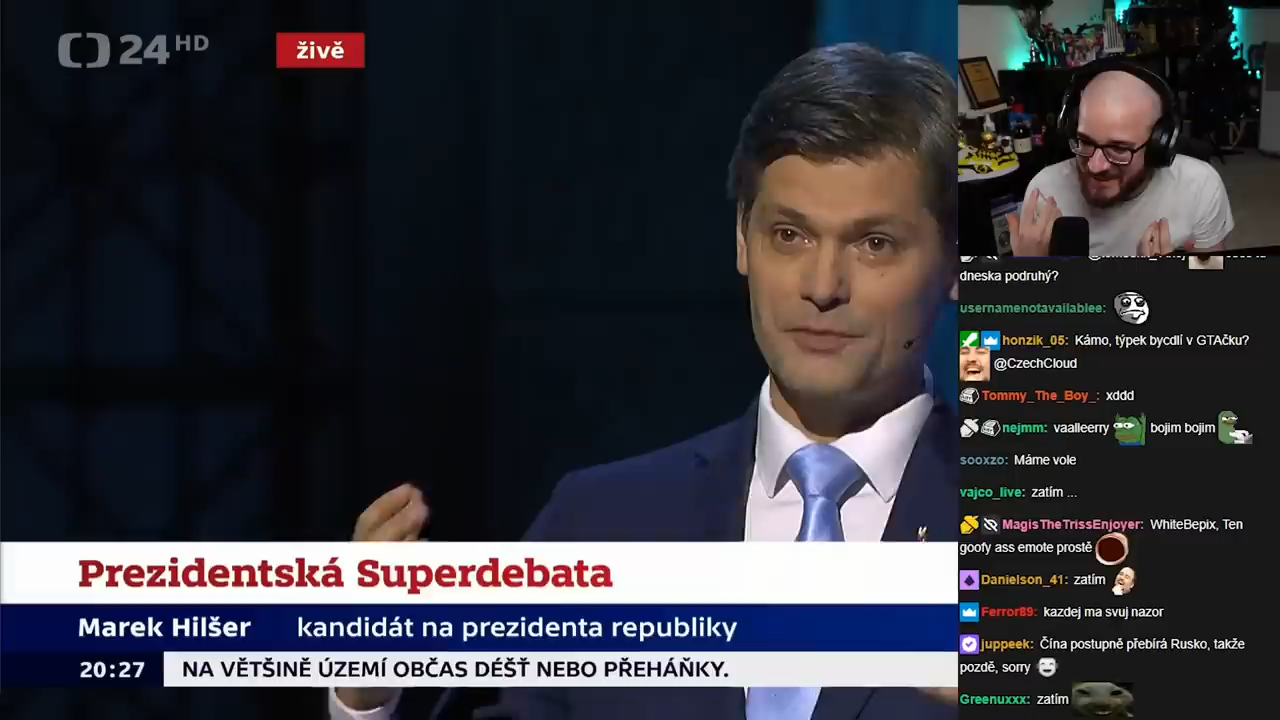 24 HD
živě
Prezidentská Superdebata
Marek Hilšer kandidát na prezidenta republiky
20:27 NA VĚTŠINĚ ÚZEMÍ OBČAS DÉŠŤ NEBO PŘEHÁŇKY.
dneska podruhý?
usernamenotavailablee:
honzik_05: Kámo, týpek bycdlí v GTAčku?
@CzechCloud
Tommy_The_Boy_: xddd
nejmm: vaalleerry bojim bojim
sooxzo: Máme vole
vajco_live: zatím ...
MagisTheTrissEnjoyer: WhiteBepix, Ten
goofy ass emote prostě
Danielson_41: zatím
Ferror89: kazdej ma svuj nazor
juppeek: Čína postupně přebírá Rusko, takže
pozdě, sorry
Greenuxxx: zatím